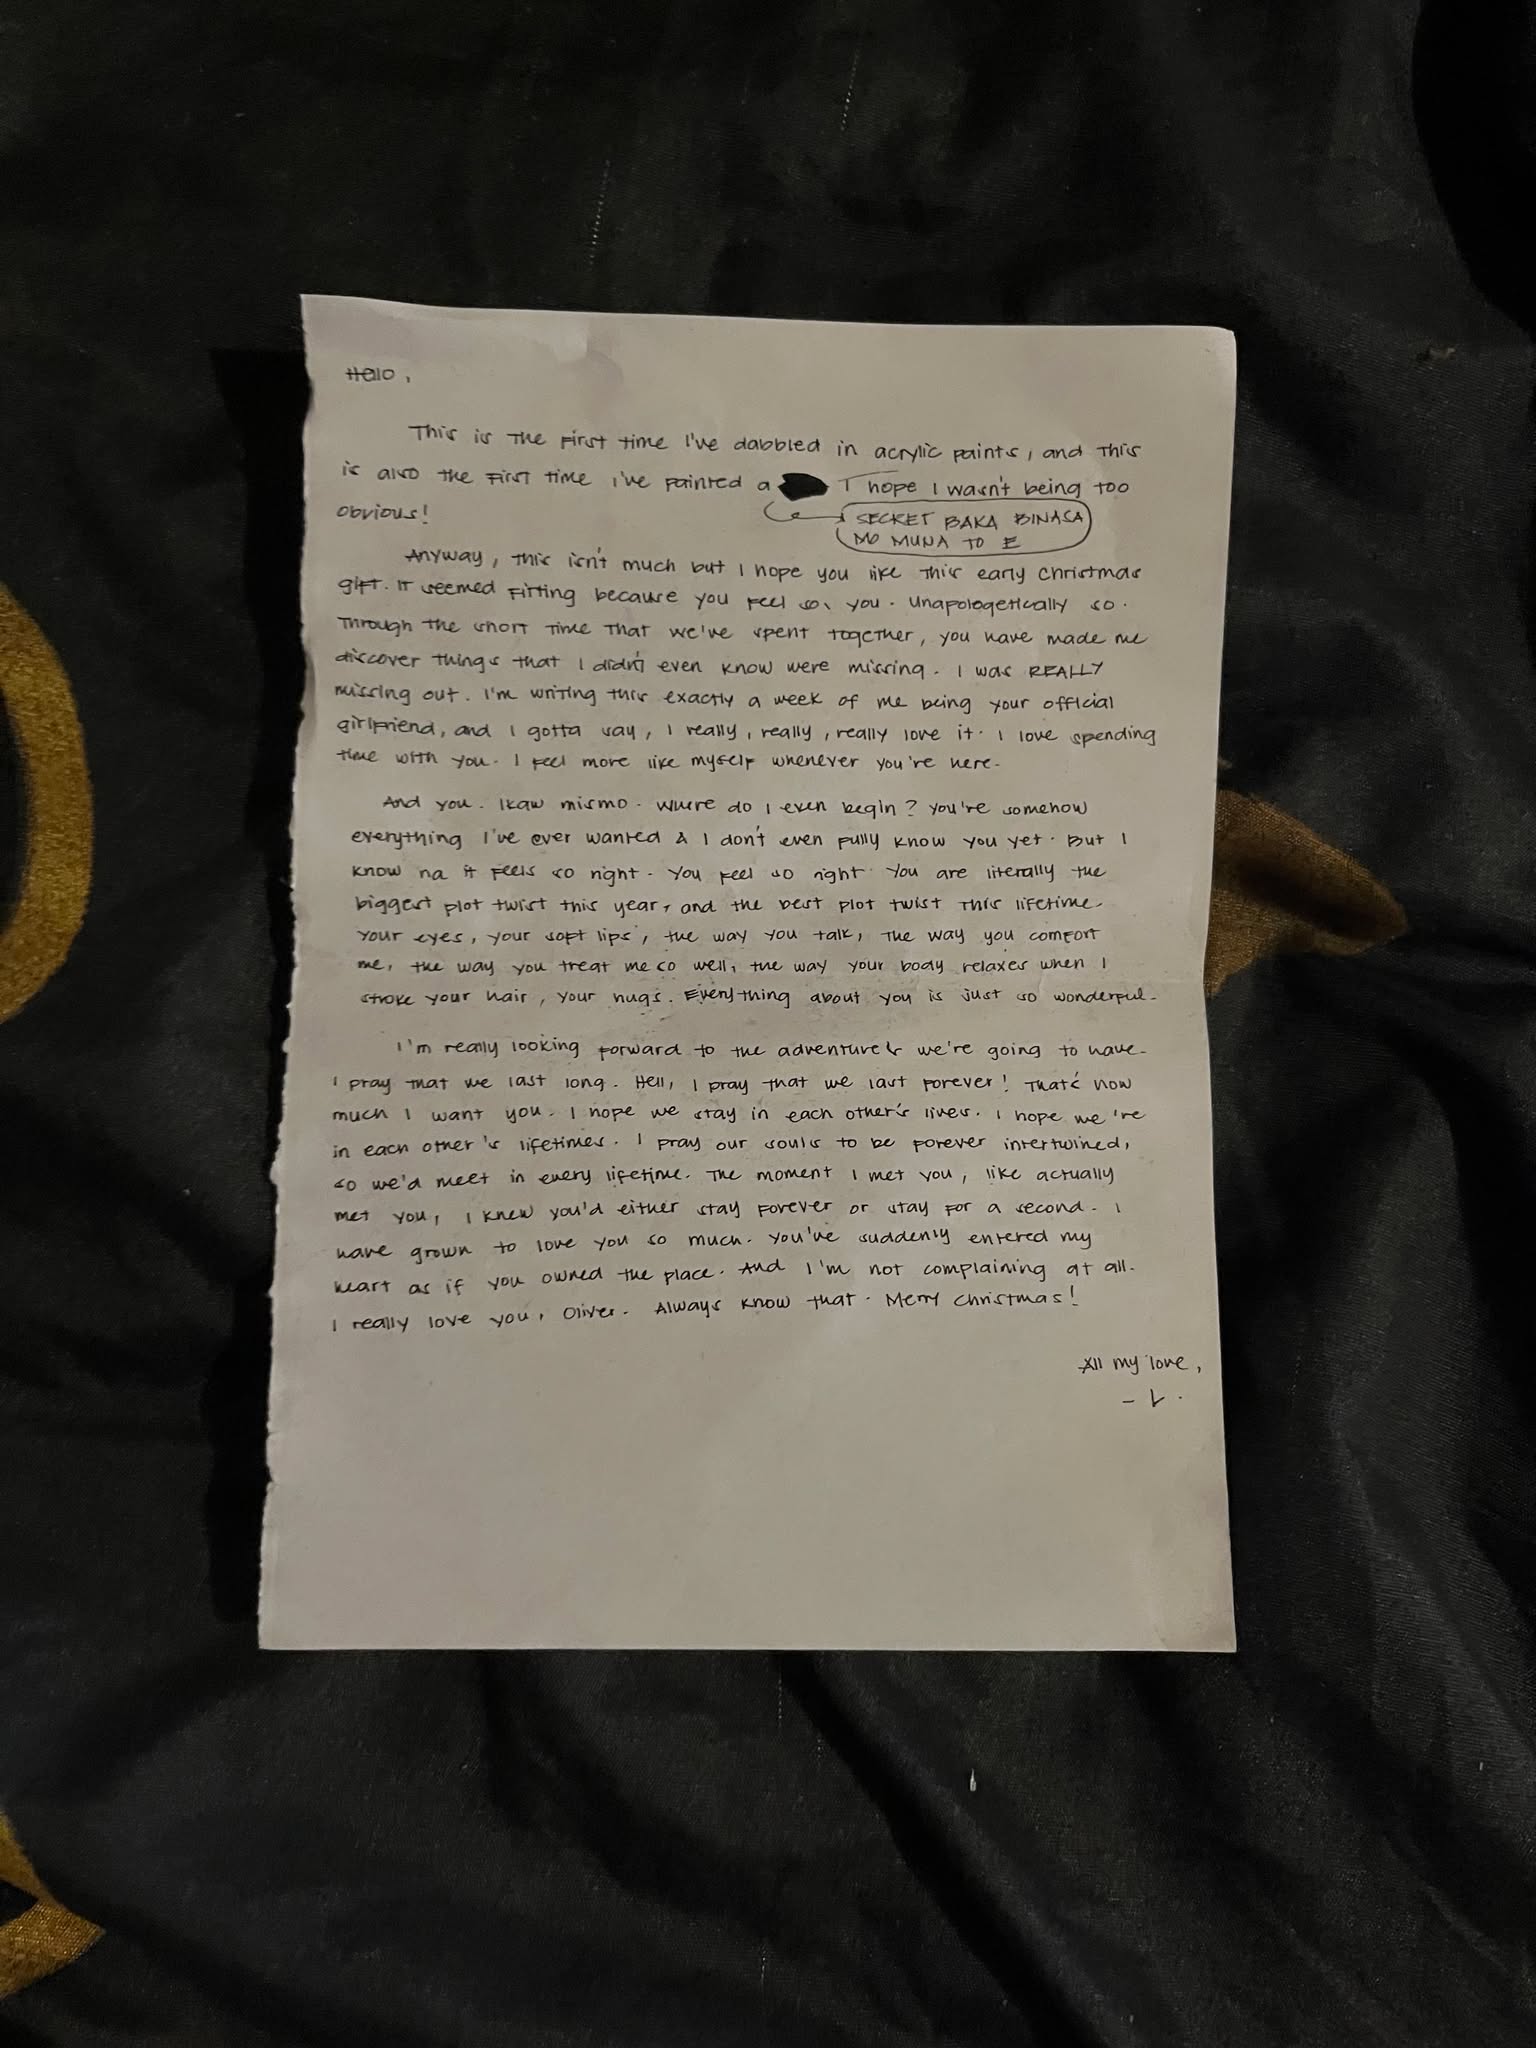 Hello,
This is the first time I've dabbled in acrylic paints, and this
is also the first time i've painted a I hope I wasn't being too
obvious!
SECRET BAKA BINASA
MO MUNA TO E
Anyway, this isn't much but I hope you like this early Christmas
gift. It seemed fitting because you feel so, you. Unapologetically so.
Through the short time that we've spent together, you have made me
discover things that I didn't even know were missing. I was REALLY
missing out. I'm writing this exactly a week of me being your official
girlfriend, and I gotta say, I really, really, really love it. I love spending
time with you. I feel more like myself whenever you're here.
And you. Ikaw mismo. Where do I even begin? You're somehow
everything I've ever wanted & I don't even fully know you yet. But I
know na it feels so right. You feel so right. You are literally the
biggest plot twist this year, and the best plot twist this lifetime.
Your eyes, your soft lips, the way you talk, the way you comfort
me, the way you treat me so well, the way your body relaxes when I
stroke your hair, your hugs. Everything about you is just so wonderful.
I'm really looking forward to the adventures we're going to have.
I pray that we last long. Hell, I pray that we last forever! That's how
much I want you. I hope we stay in each other's lives. I hope we're
in each other's lifetimes. I pray our souls to be forever intertwined,
so we'd meet in every lifetime. The moment I met you, like actually
met you, I knew you'd either stay forever or stay for a second. I
have grown to love you so much. You've suddenly entered my
heart as if you owned the place. And I'm not complaining at all.
I really love you, Oliver. Always know that. Merry Christmas!
All my love,
- L.